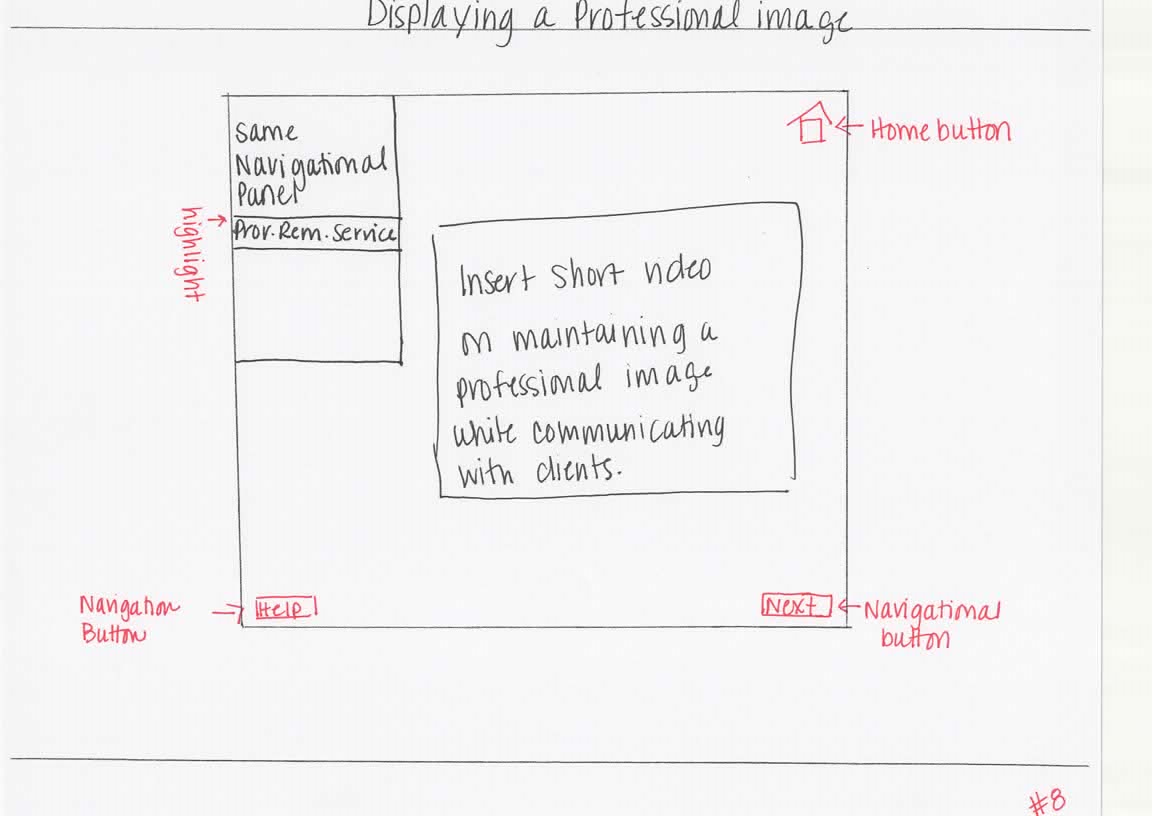 Displaying a Professional image
Same
Navigational
Panel
highlight
Prov. Rem. Service
Home button
Insert Short video
on maintaining a
professional image
while communicating
with clients.
Navigation
Button
Help
Next
Navigational
button
#8